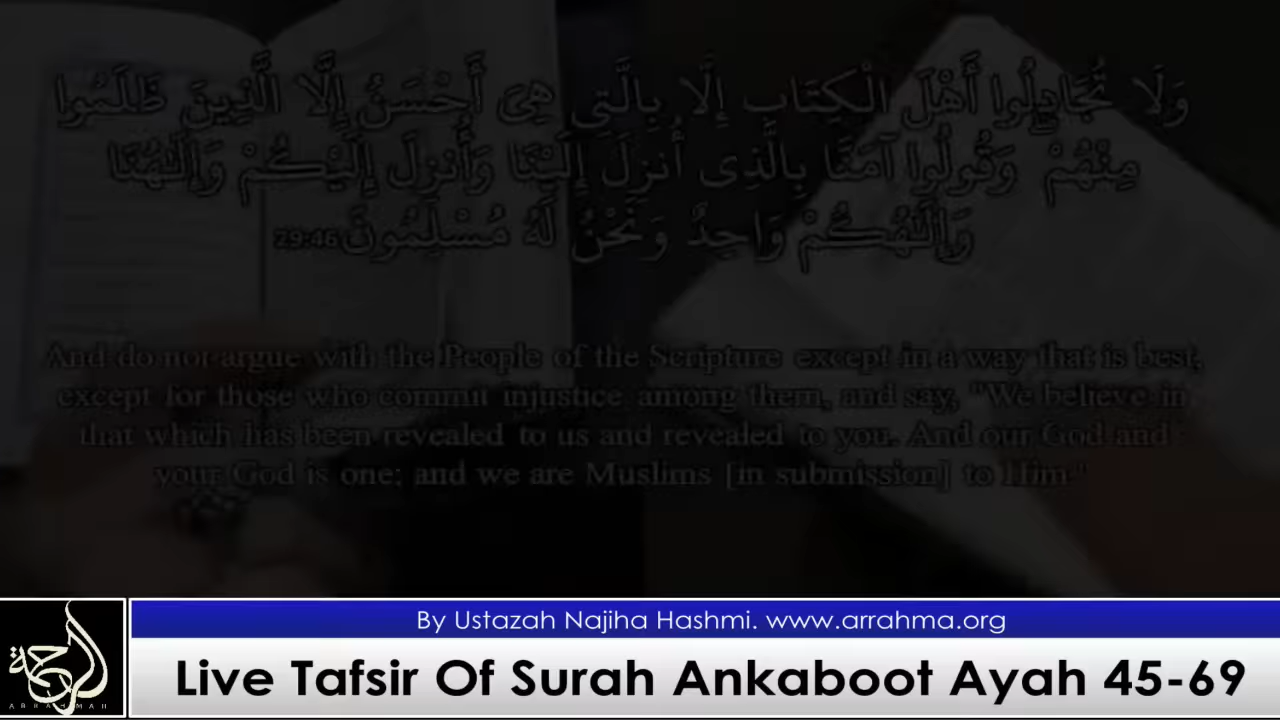 وَلَا تُجَادِلُوا أَهْلَ الْكِتَابِ إِلَّا بِالَّتِي هِيَ أَحْسَنُ إِلَّا الَّذِينَ ظَلَمُوا
مِنْهُمْ ۖ وَقُولُوا آمَنَّا بِالَّذِي أُنزِلَ إِلَيْنَا وَأُنزِلَ إِلَيْكُمْ وَإِلَٰهُنَا
وَإِلَٰهُكُمْ وَاحِدٌ وَنَحْنُ لَهُ مُسْلِمُونَ 29:46
And do not argue with the People of the Scripture except in a way that is best,
except for those who commit injustice among them, and say, "We believe in
that which has been revealed to us and revealed to you. And our God and
your God is one; and we are Muslims [in submission] to Him."
By Ustazah Najiha Hashmi. www.arrahma.org
الرحمة
ARRAHMAH
Live Tafsir Of Surah Ankaboot Ayah 45-69